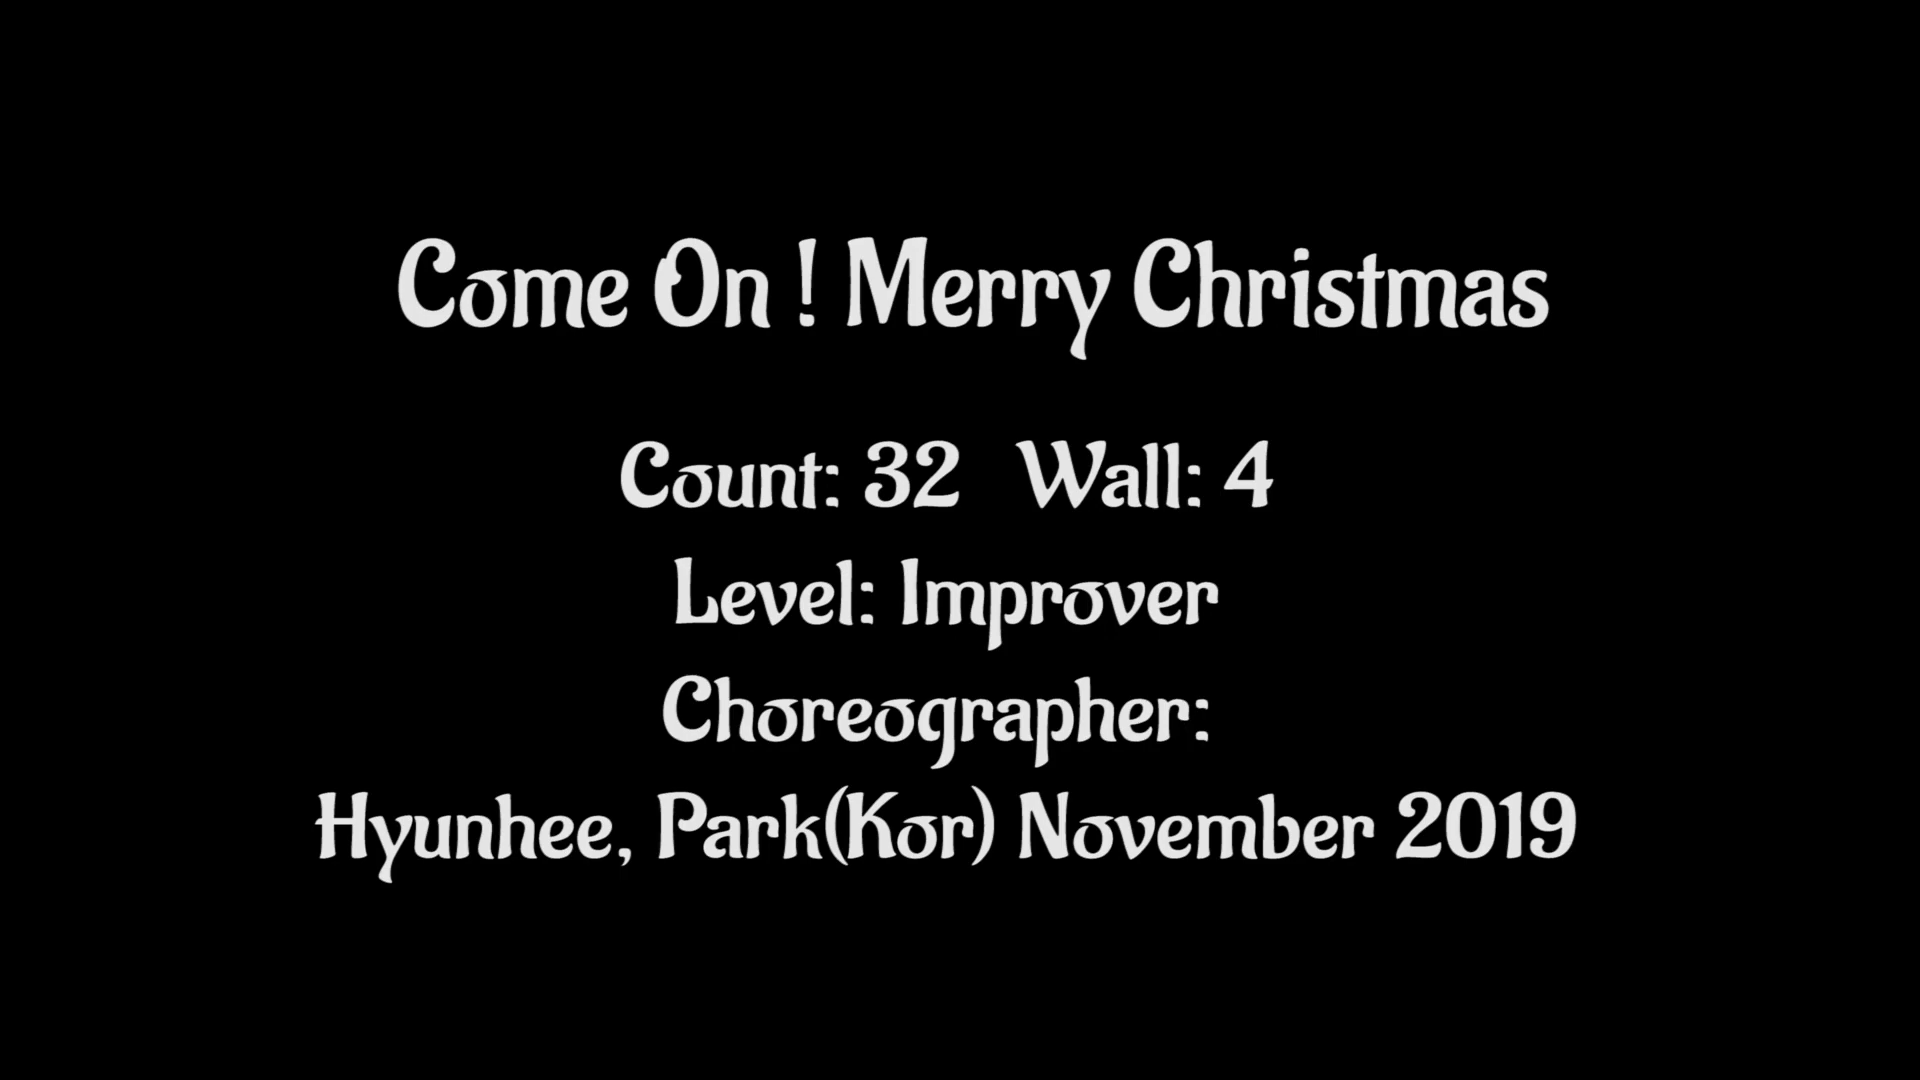 Come On ! Merry Christmas
Count: 32 Wall: 4
Level: Improver
Choreographer:
Hyunhee, Park(Kor) November 2019